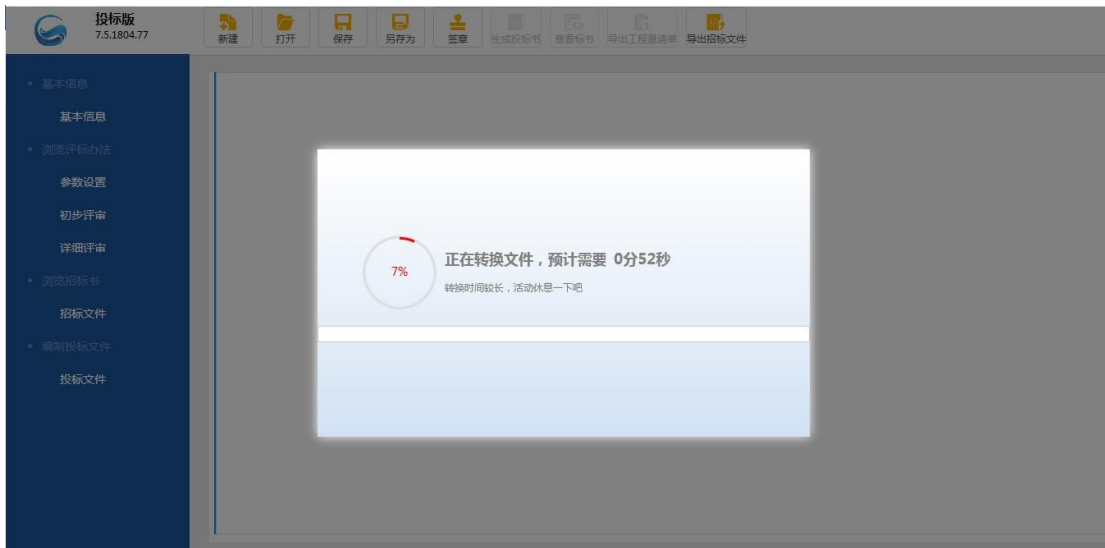 投标版
7.5.1804.77
新建 打开 保存 另存为 签章 生成投标书 查看标书 导出工程量清单 导出招标文件
基本信息
基本信息
浏览评标办法
参数设置
初步评审
详细评审
浏览招标书
招标文件
编制投标文件
投标文件
7%
正在转换文件，预计需要 0分52秒
转换时间较长，活动休息一下吧